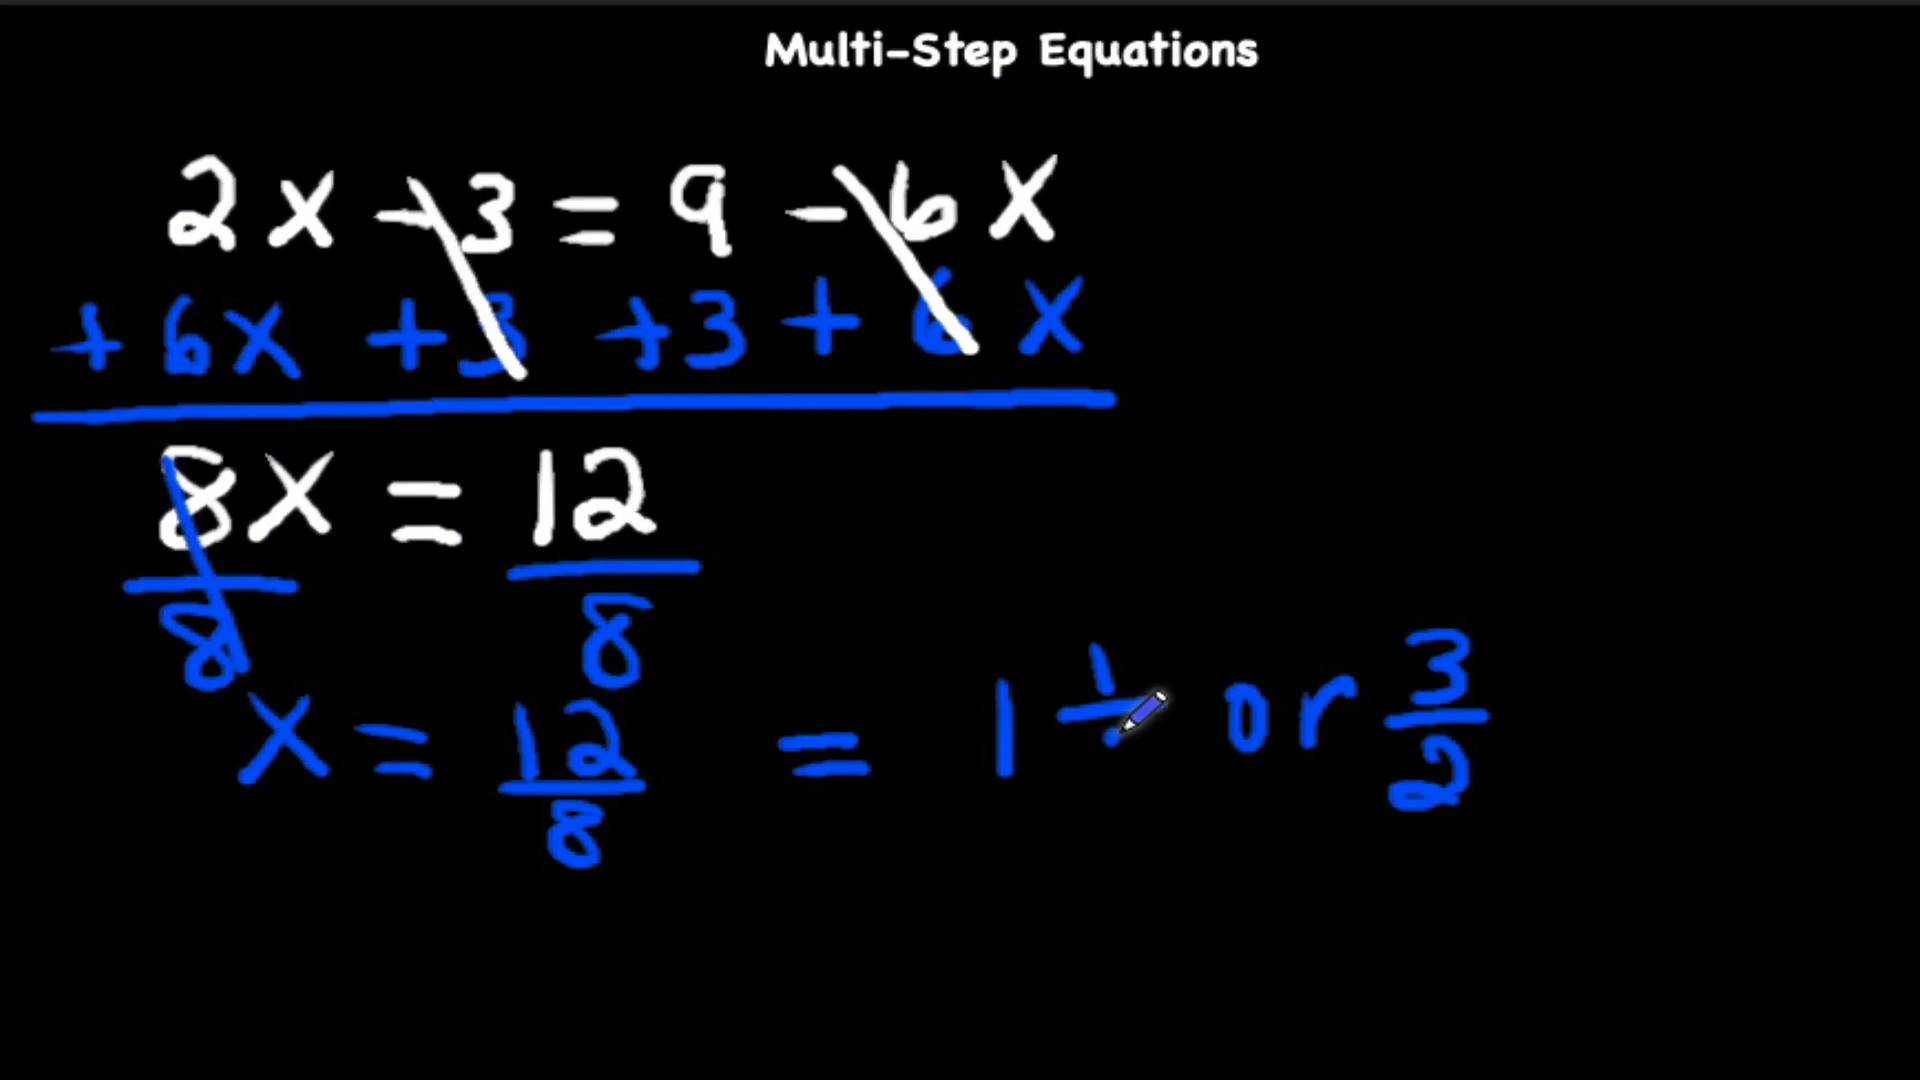 Multi-Step Equations
2x - 3 = 9 - 6x
+ 6x + 3 + 3 + 6x
8x = 12
8 8
x = 12/8 = 1 1/ or 3/2